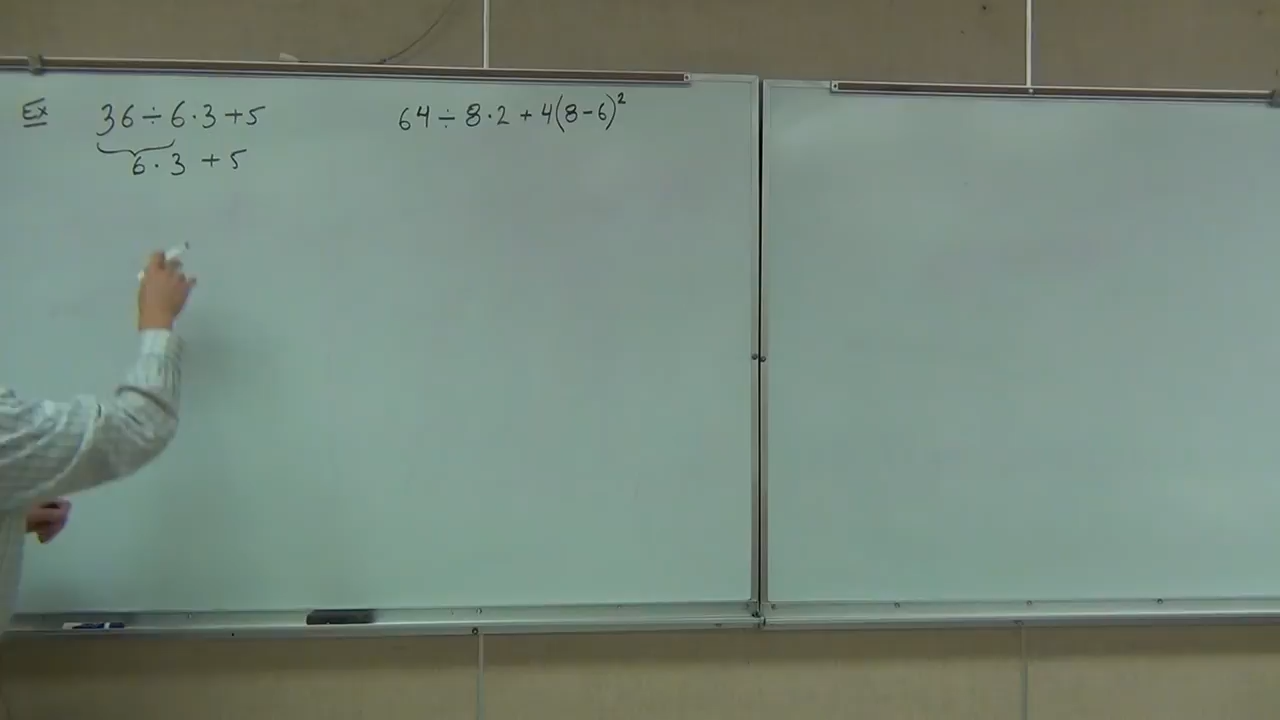 Ex 36 ÷ 6 · 3 + 5
6 · 3 + 5
64 ÷ 8 · 2 + 4(8 - 6)²